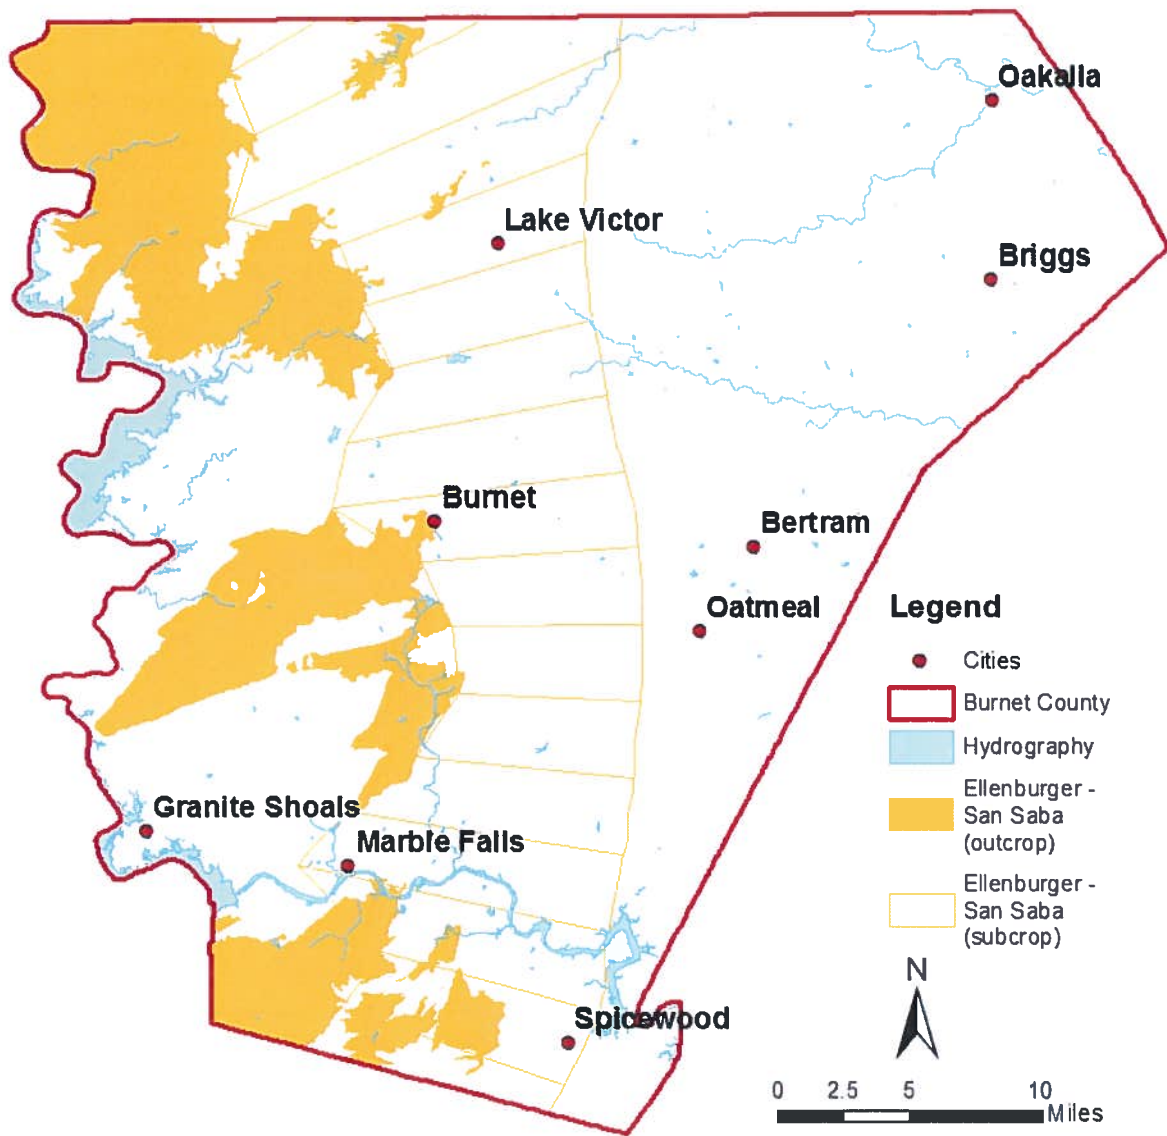 Oakalla
Lake Victor
Briggs
Burnet
Bertram
Oatmeal
Legend
Cities
Burnet County
Hydrography
Ellenburger -
San Saba
(outcrop)
Ellenburger -
San Saba
(subcrop)
Granite Shoals
Marble Falls
Spicewood
N
0 2.5 5 10
Miles